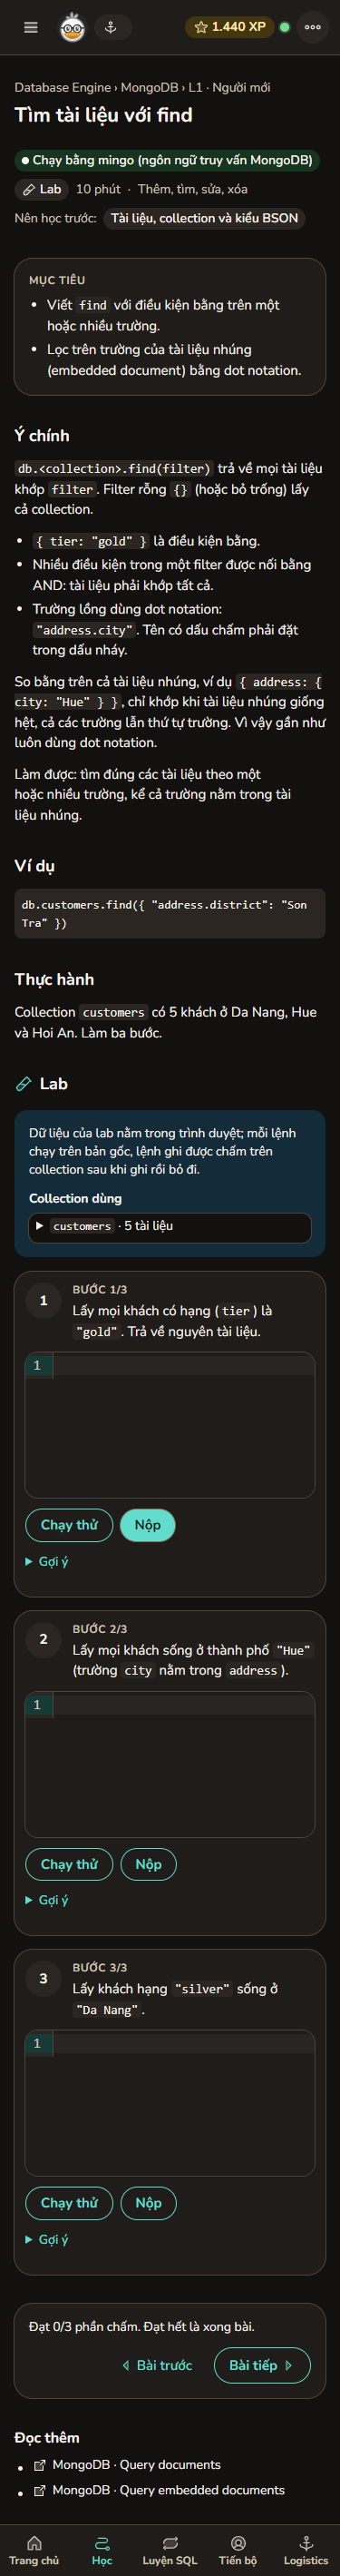 1.440 XP
Database Engine › MongoDB › L1 · Người mới
Tìm tài liệu với find
Chạy bằng mingo (ngôn ngữ truy vấn MongoDB)
Lab 10 phút · Thêm, tìm, sửa, xóa
Nên học trước: Tài liệu, collection và kiểu BSON
MỤC TIÊU
• Viết find với điều kiện bằng trên một
hoặc nhiều trường.
• Lọc trên trường của tài liệu nhúng
(embedded document) bằng dot notation.
Ý chính
db.<collection>.find(filter) trả về mọi tài liệu
khớp filter. Filter rỗng {} (hoặc bỏ trống) lấy
cả collection.
• { tier: "gold" } là điều kiện bằng.
• Nhiều điều kiện trong một filter được nối bằng
AND: tài liệu phải khớp tất cả.
• Trường lồng dùng dot notation:
"address.city". Tên có dấu chấm phải đặt
trong dấu nháy.
So bằng trên cả tài liệu nhúng, ví dụ { address: {
city: "Hue" } }, chỉ khớp khi tài liệu nhúng giống
hệt, cả các trường lẫn thứ tự trường. Vì vậy gần như
luôn dùng dot notation.
Làm được: tìm đúng các tài liệu theo một
hoặc nhiều trường, kể cả trường nằm trong tài
liệu nhúng.
Ví dụ
db.customers.find({ "address.district": "Son
Tra" })
Thực hành
Collection customers có 5 khách ở Da Nang, Hue
và Hoi An. Làm ba bước.
Lab
Dữ liệu của lab nằm trong trình duyệt; mỗi lệnh
chạy trên bản gốc, lệnh ghi được chấm trên
collection sau khi ghi rồi bỏ đi.
Collection dùng
customers · 5 tài liệu
1
BƯỚC 1/3
Lấy mọi khách có hạng (tier) là
"gold". Trả về nguyên tài liệu.
1
Chạy thử Nộp
Gợi ý
2
BƯỚC 2/3
Lấy mọi khách sống ở thành phố "Hue"
(trường city nằm trong address).
1
Chạy thử Nộp
Gợi ý
3
BƯỚC 3/3
Lấy khách hạng "silver" sống ở
"Da Nang".
1
Chạy thử Nộp
Gợi ý
Đạt 0/3 phần chấm. Đạt hết là xong bài.
Bài trước Bài tiếp
Đọc thêm
• MongoDB · Query documents
• MongoDB · Query embedded documents
Trang chủ Học Luyện SQL Tiến bộ Logistics